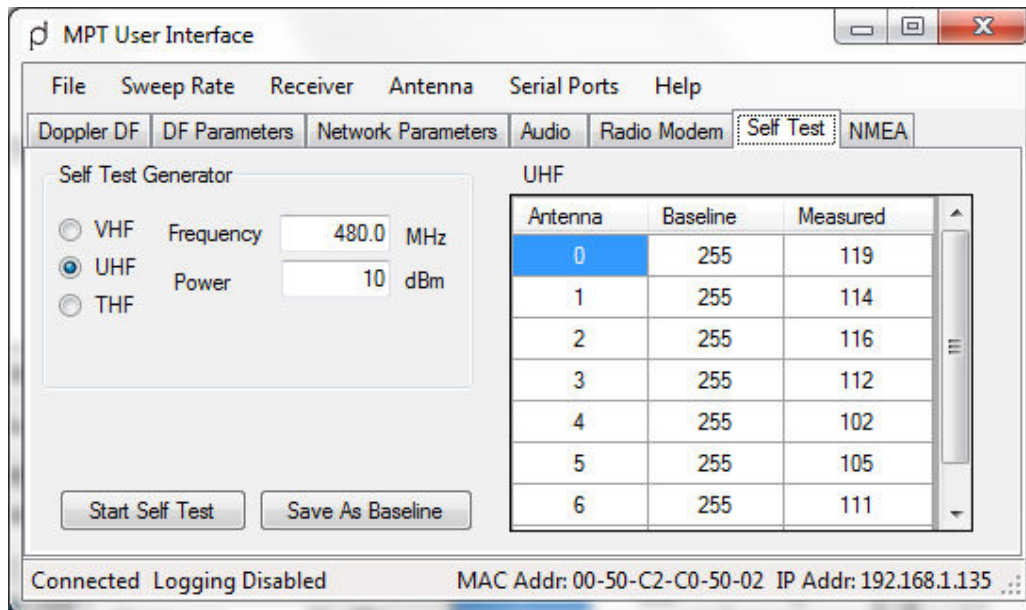 MPT User Interface
File Sweep Rate Receiver Antenna Serial Ports Help
Doppler DF DF Parameters Network Parameters Audio Radio Modem Self Test NMEA
Self Test Generator
VHF
UHF
THF
Frequency 480.0 MHz
Power 10 dBm
Start Self Test Save As Baseline
UHF
Antenna Baseline Measured
0 255 119
1 255 114
2 255 116
3 255 112
4 255 102
5 255 105
6 255 111
Connected Logging Disabled MAC Addr: 00-50-C2-C0-50-02 IP Addr: 192.168.1.135